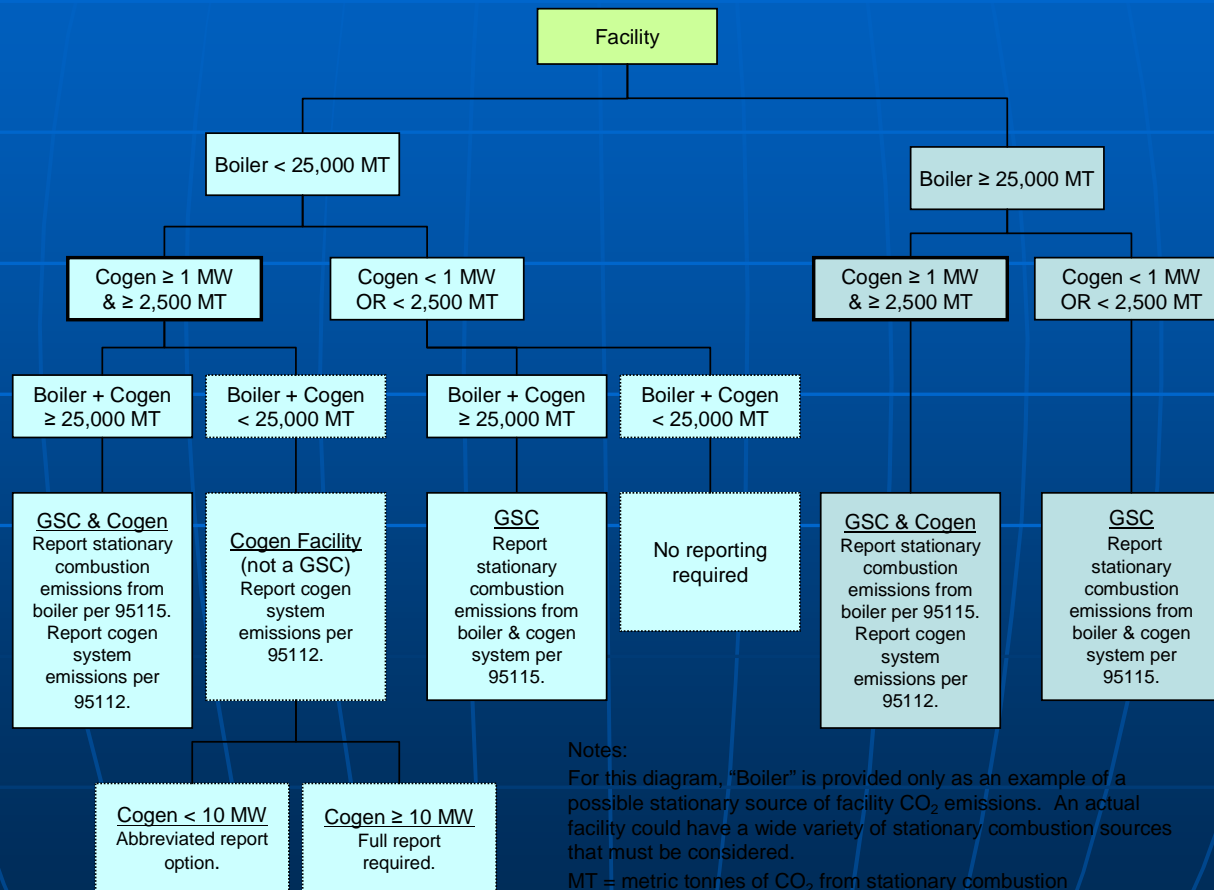 Facility
Boiler < 25,000 MT
Boiler ≥ 25,000 MT
Cogen ≥ 1 MW
& ≥ 2,500 MT
Cogen < 1 MW
OR < 2,500 MT
Cogen ≥ 1 MW
& ≥ 2,500 MT
Cogen < 1 MW
OR < 2,500 MT
Boiler + Cogen
≥ 25,000 MT
Boiler + Cogen
< 25,000 MT
Boiler + Cogen
≥ 25,000 MT
Boiler + Cogen
< 25,000 MT
GSC & Cogen
Report stationary
combustion
emissions from
boiler per 95115.
Report cogen
system
emissions per
95112.
Cogen Facility
(not a GSC)
Report cogen
system
emissions per
95112.
GSC
Report
stationary
combustion
emissions from
boiler & cogen
system per
95115.
No reporting
required
GSC & Cogen
Report stationary
combustion
emissions from
boiler per 95115.
Report cogen
system
emissions per
95112.
GSC
Report
stationary
combustion
emissions from
boiler & cogen
system per
95115.
Cogen < 10 MW
Abbreviated report
option.
Cogen ≥ 10 MW
Full report
required.
Notes:
For this diagram, “Boiler” is provided only as an example of a
possible stationary source of facility CO₂ emissions. An actual
facility could have a wide variety of stationary combustion sources
that must be considered.
MT = metric tonnes of CO₂ from stationary combustion